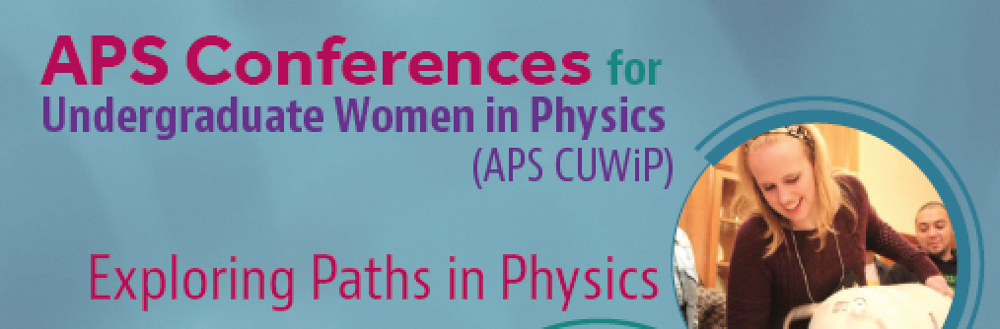 APS Conferences for
Undergraduate Women in Physics
(APS CUWiP)
Exploring Paths in Physics